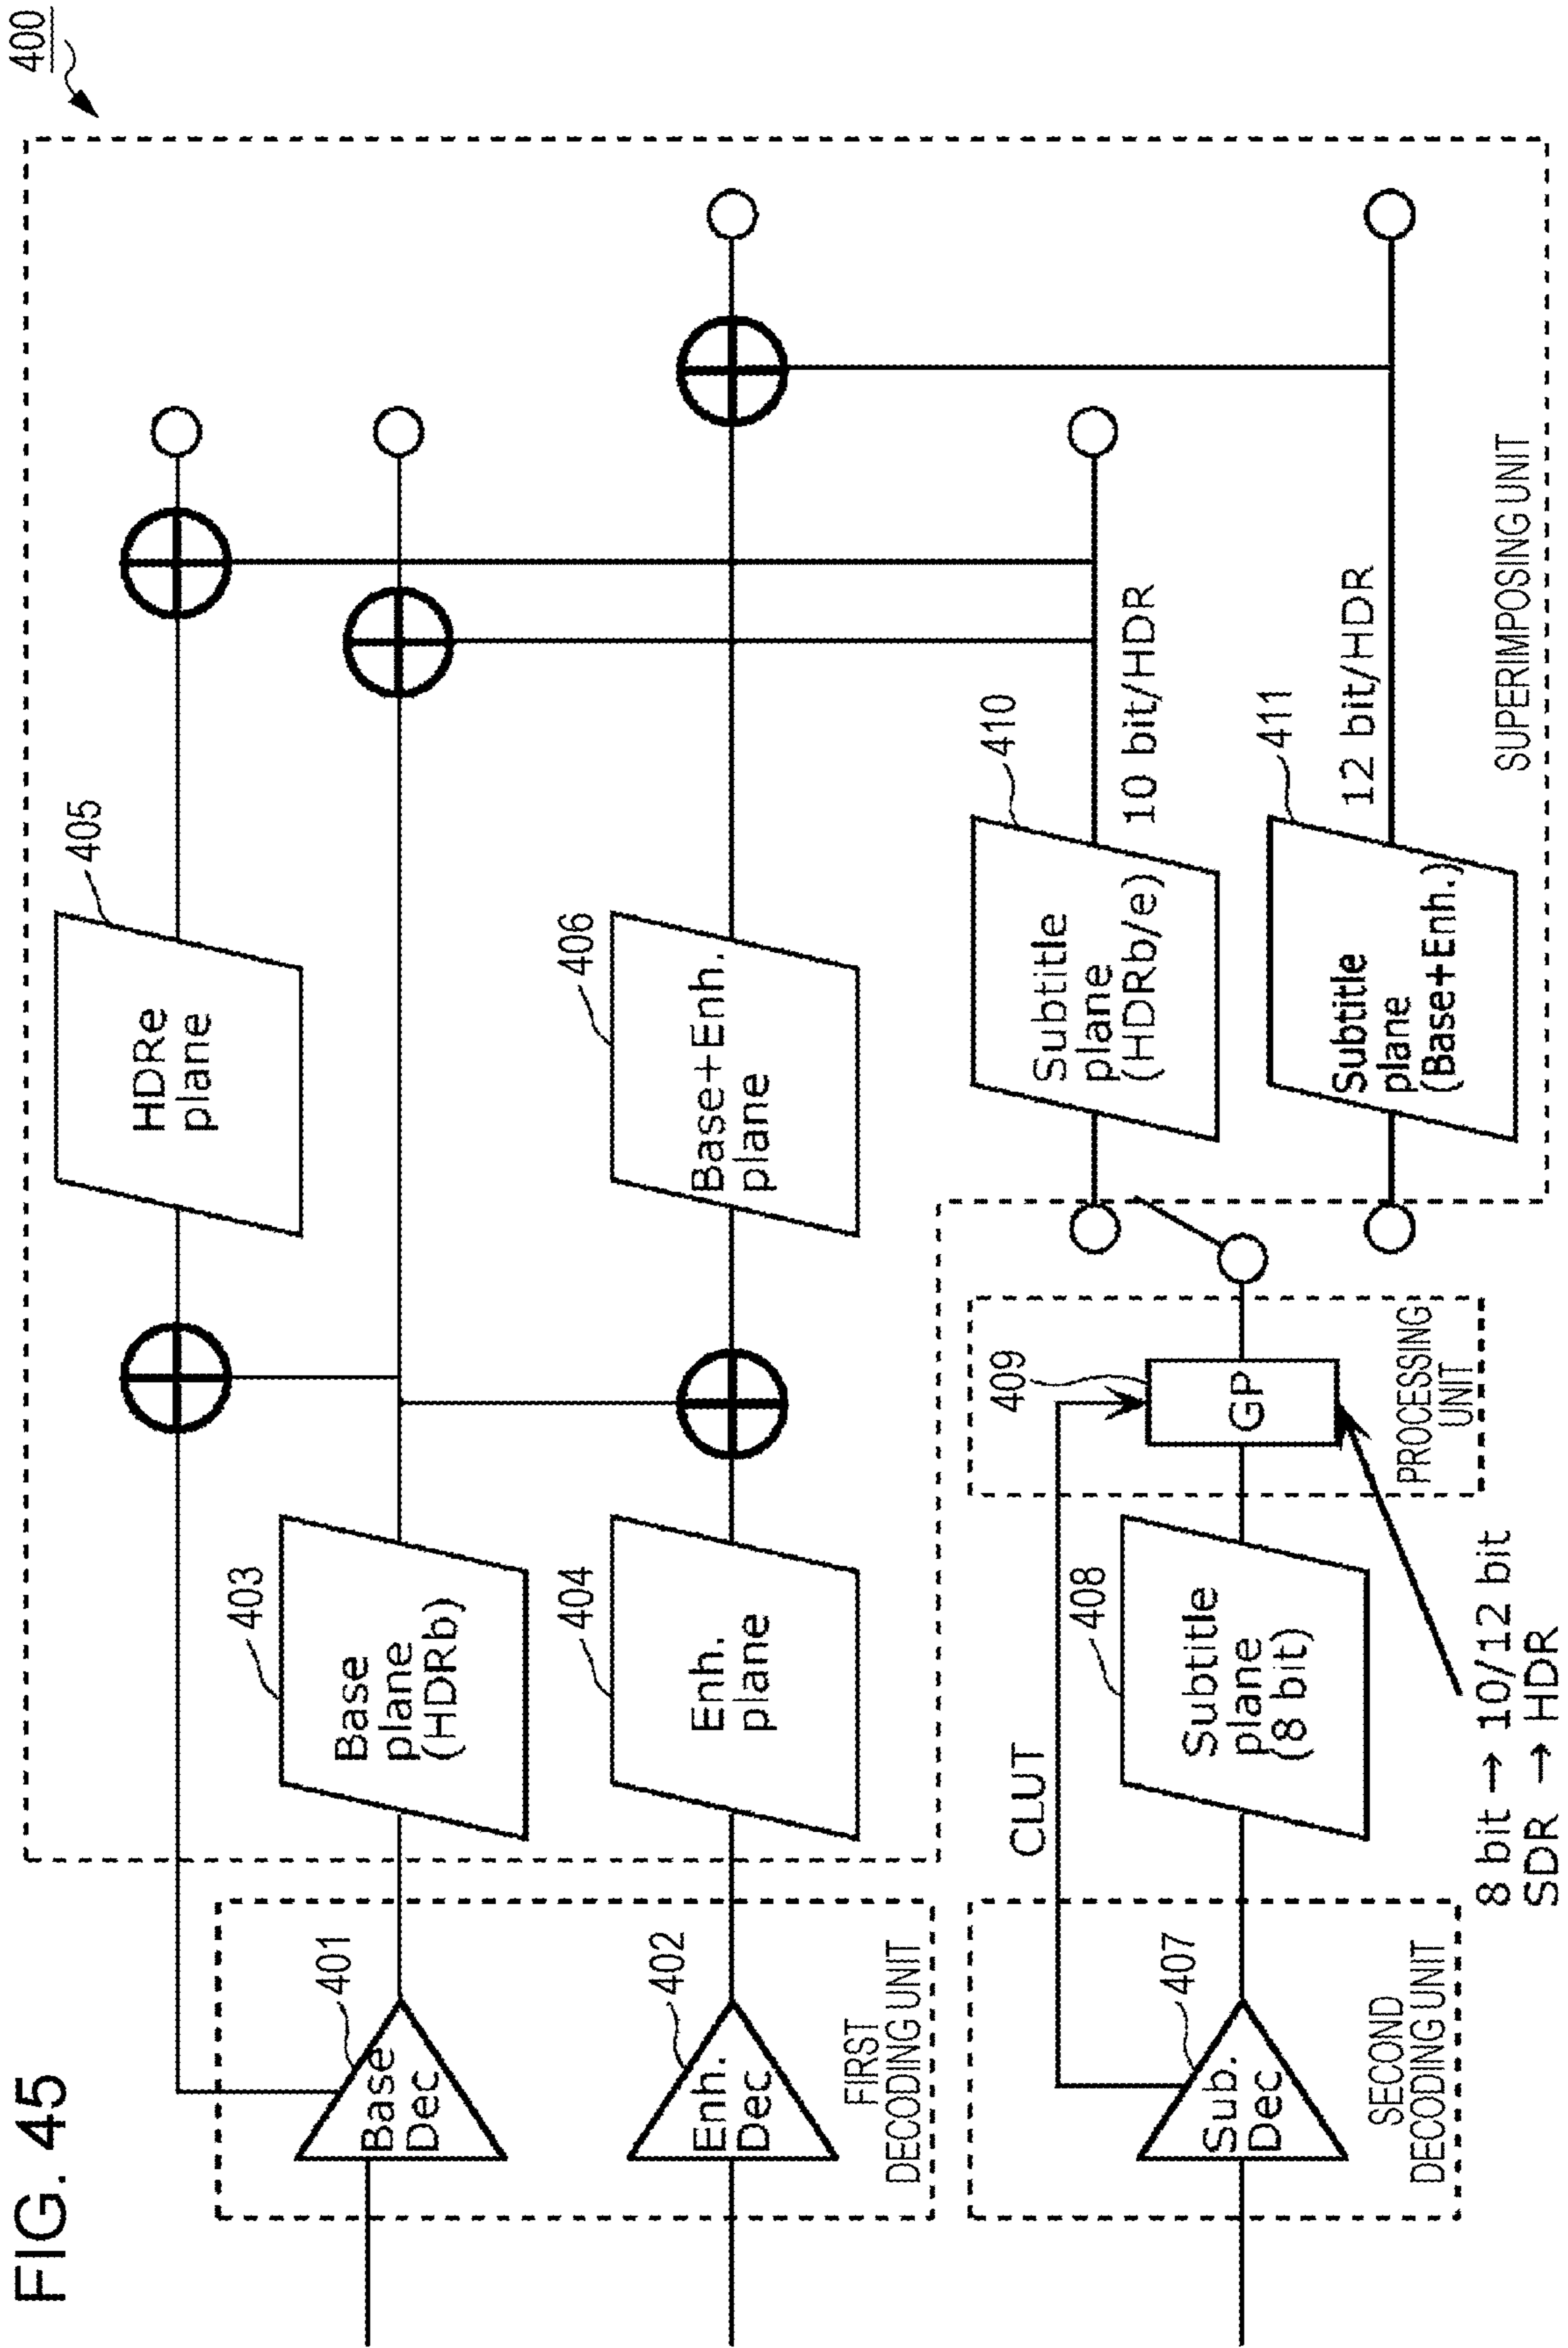 FIG. 45
400
401
Base
Dec
402
Enh.
Dec
FIRST
DECODING UNIT
403
Base
plane
(HDRb)
404
Enh.
plane
405
HDRe
plane
406
Base+Enh.
plane
407
Sub.
Dec
SECOND
DECODING UNIT
CLUT
408
Subtitle
plane
(8 bit)
409
GP
PROCESSING
UNIT
8 bit → 10/12 bit
SDR → HDR
410
Subtitle
plane
(HDRb/e)
10 bit/HDR
411
Subtitle
plane
(Base+Enh.)
12 bit/HDR
SUPERIMPOSING UNIT